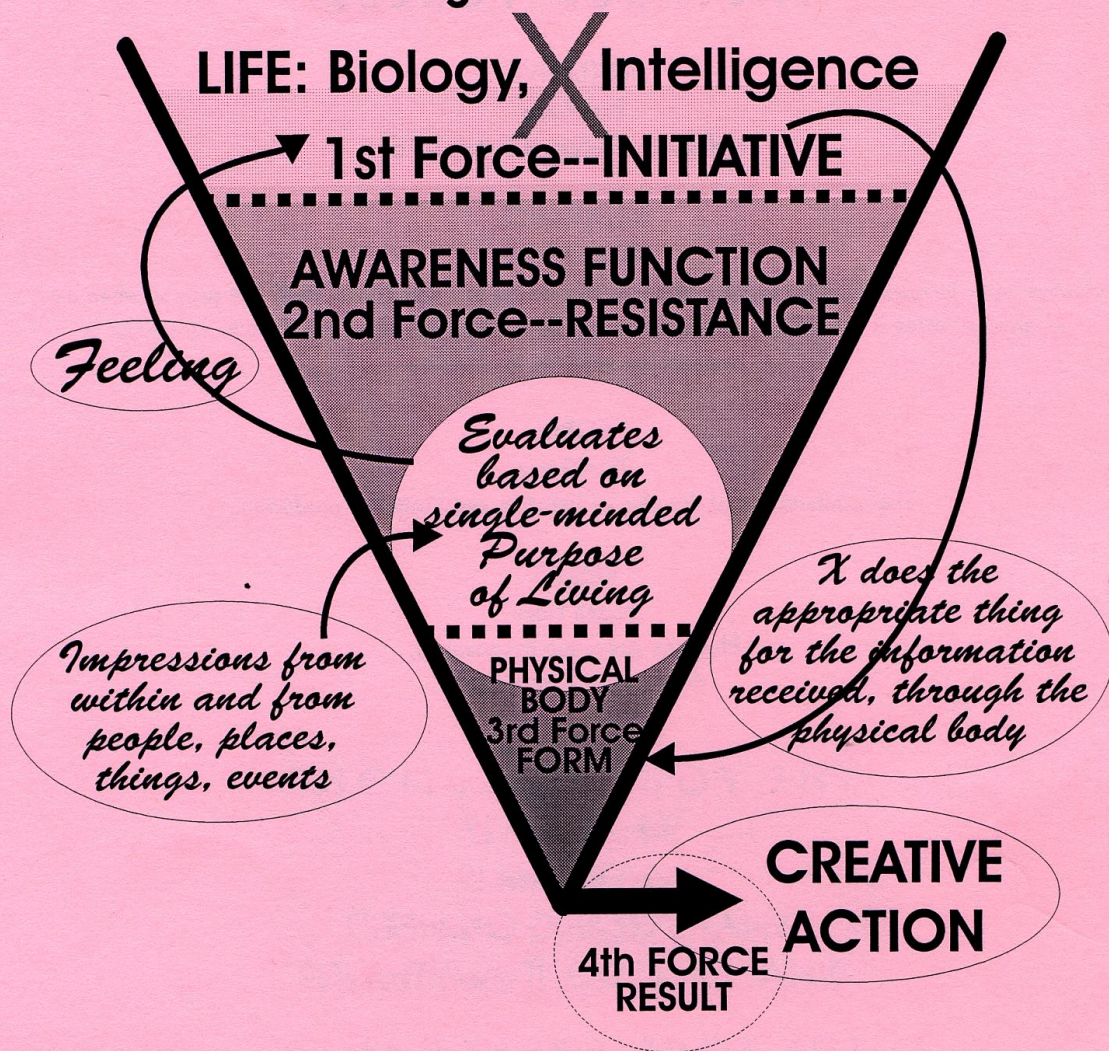 LIFE: Biology, X Intelligence
1st Force--INITIATIVE
AWARENESS FUNCTION
2nd Force--RESISTANCE
Feeling
Evaluates
based on
single-minded
Purpose
of Living
Impressions from
within and from
people, places,
things, events
X does the
appropriate thing
for the information
received, through the
physical body
PHYSICAL
BODY
3rd Force
FORM
CREATIVE
ACTION
4th FORCE
RESULT